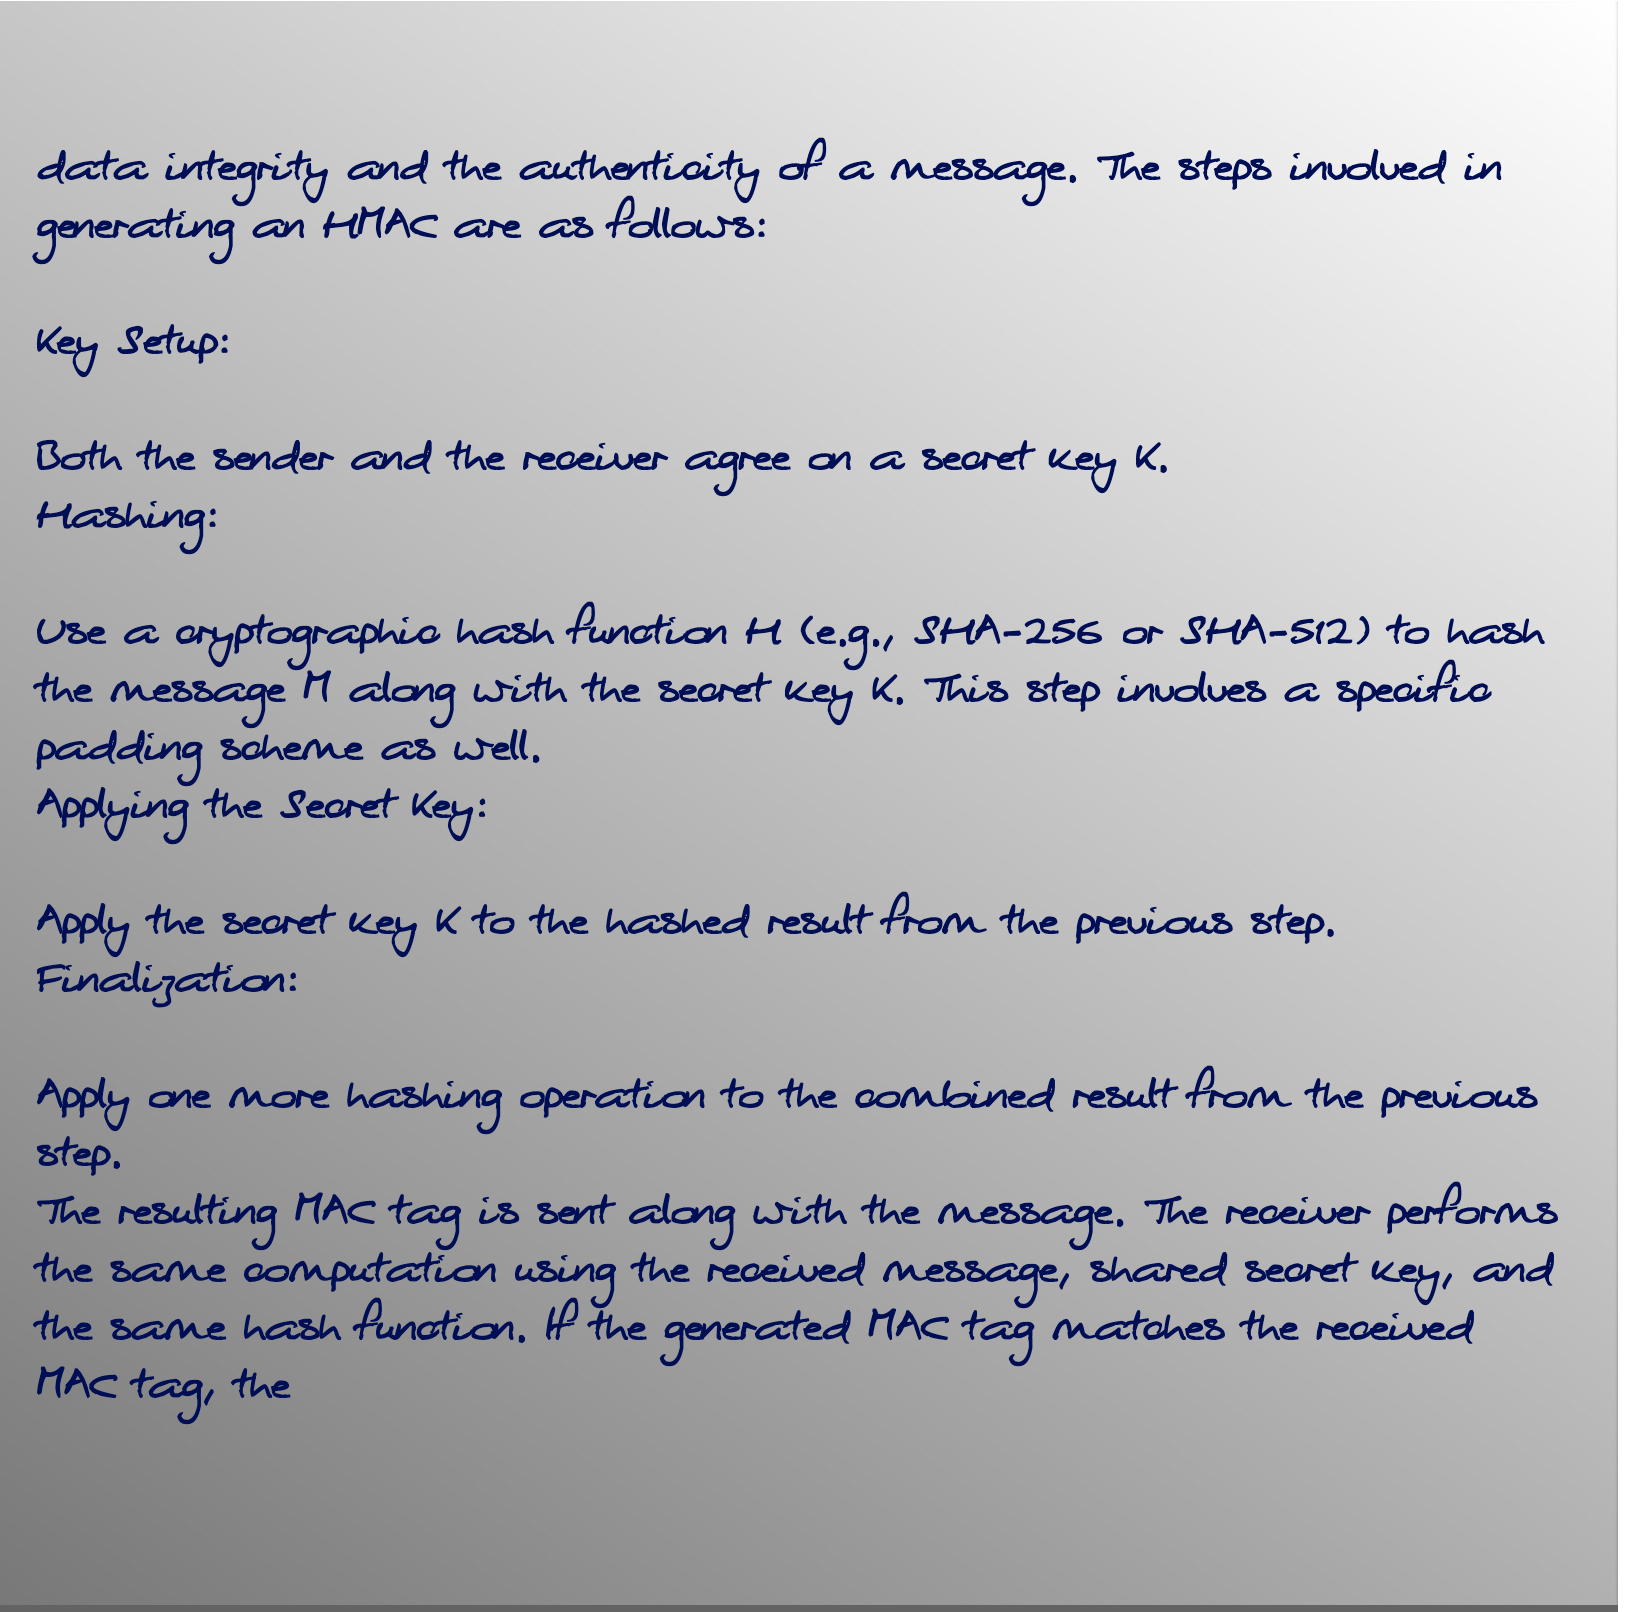 data integrity and the authenticity of a message. The steps involved in
generating an HMAC are as follows:
Key Setup:
Both the sender and the receiver agree on a secret key K.
Hashing:
Use a cryptographic hash function H (e.g., SHA-256 or SHA-512) to hash
the message M along with the secret key K. This step involves a specific
padding scheme as well.
Applying the Secret Key:
Apply the secret key K to the hashed result from the previous step.
Finalization:
Apply one more hashing operation to the combined result from the previous
step.
The resulting MAC tag is sent along with the message. The receiver performs
the same computation using the received message, shared secret key, and
the same hash function. If the generated MAC tag matches the received
MAC tag, the